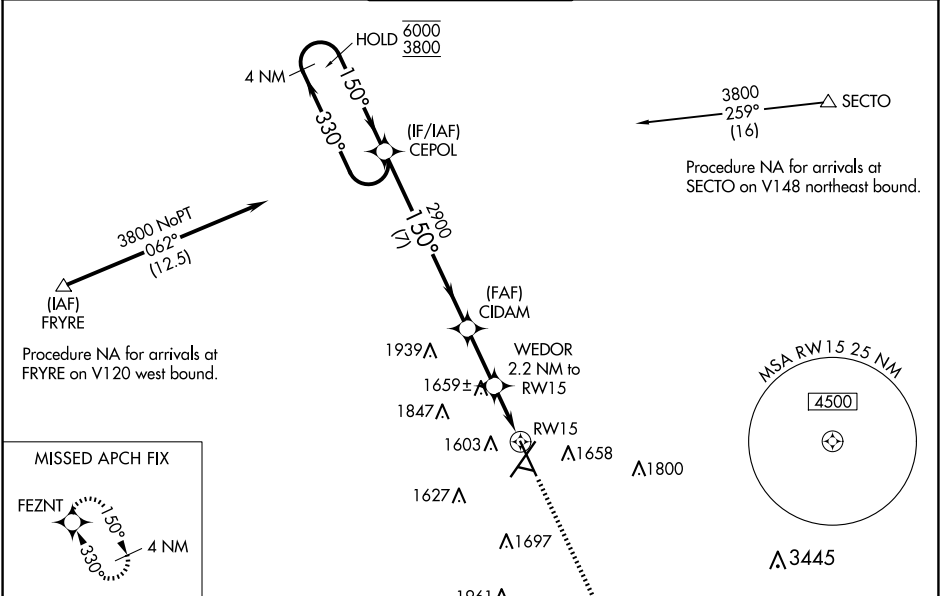 HOLD 6000
3800
4 NM
150°
330°
(IF/IAF)
CEPOL
3800
259°
(16)
SECTO
Procedure NA for arrivals at
SECTO on V148 northeast bound.
2900
150°
(7)
3800 NoPT
062°
(12.5)
(IAF)
FRYRE
Procedure NA for arrivals at
FRYRE on V120 west bound.
(FAF)
CIDAM
1939
WEDOR
2.2 NM to
RW15
1659±
1847
RW15
1603
1658
1800
1627
1697
MSA RW15 25 NM
4500
3445
MISSED APCH FIX
FEZNT
150°
330°
4 NM